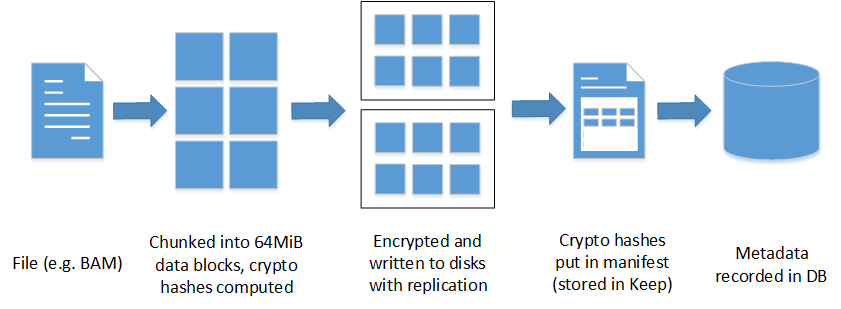 File (e.g. BAM)
Chunked into 64MiB
data blocks, crypto
hashes computed
Encrypted and
written to disks
with replication
Crypto hashes
put in manifest
(stored in Keep)
Metadata
recorded in DB